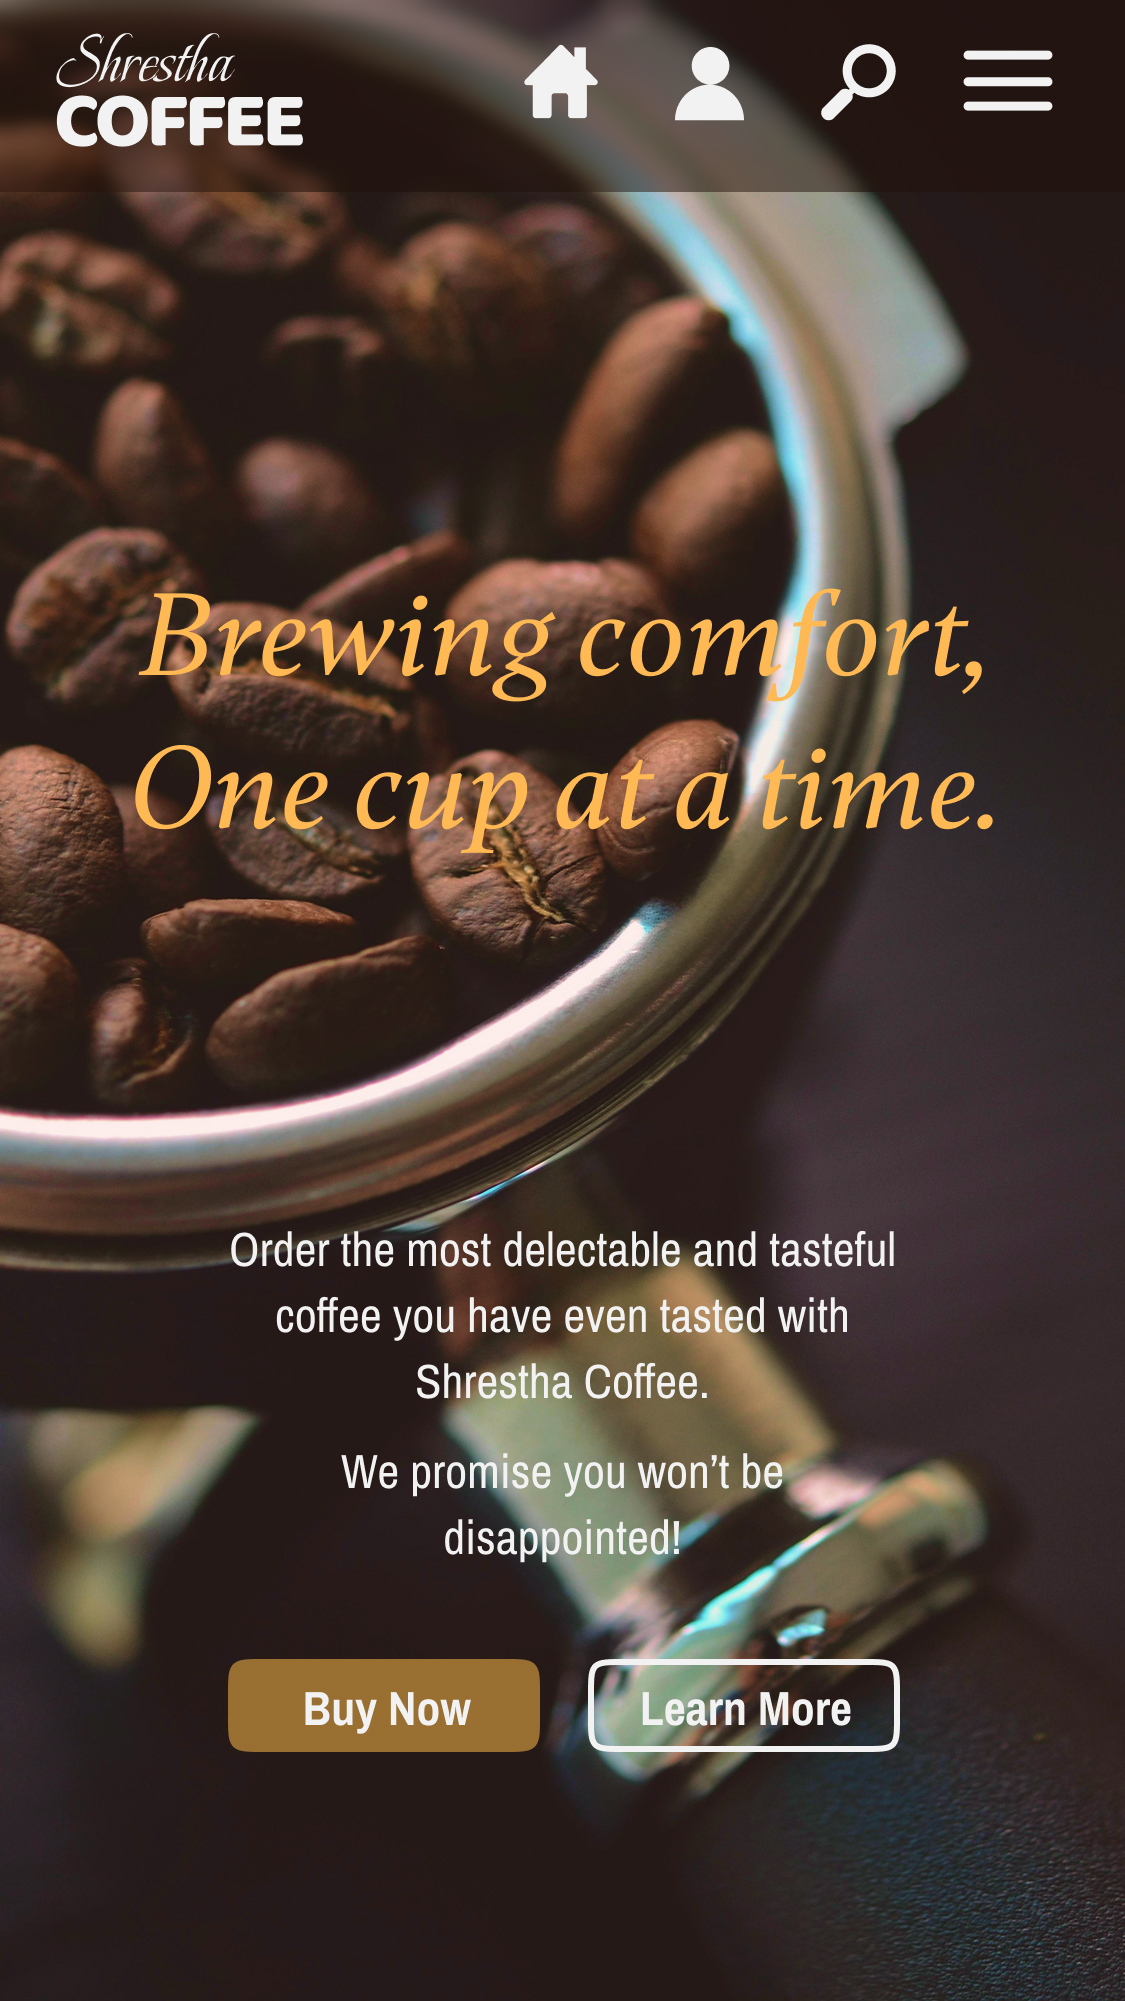 Shrestha
COFFEE
Brewing comfort,
One cup at a time.
Order the most delectable and tasteful
coffee you have even tasted with
Shrestha Coffee.
We promise you won’t be
disappointed!
Buy Now
Learn More